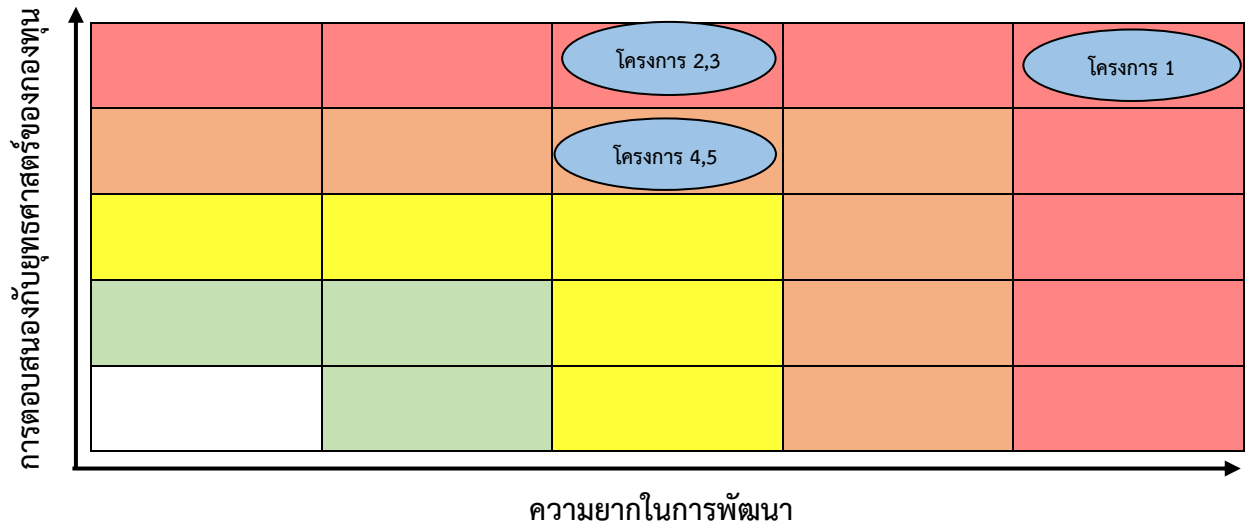 การตอบสนองกับยุทธศาสตร์ของกองทุน
โครงการ 2,3
โครงการ 1
โครงการ 4,5
ความยากในการพัฒนา